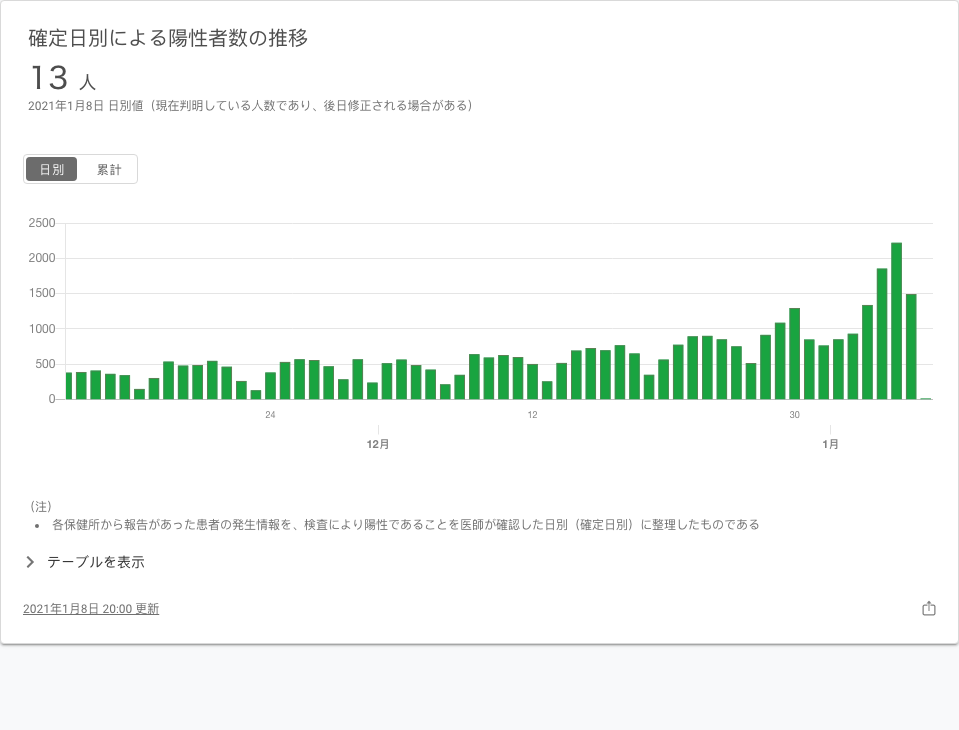 確定日別による陽性者数の推移
13 人
2021年1月8日 日別値（現在判明している人数であり、後日修正される場合がある）
日別 累計
2500
2000
1500
1000
500
0
24 12 30
12月 1月
（注）
• 各保健所から報告があった患者の発生情報を、検査により陽性であることを医師が確認した日別（確定日別）に整理したものである
テーブルを表示
2021年1月8日 20:00 更新